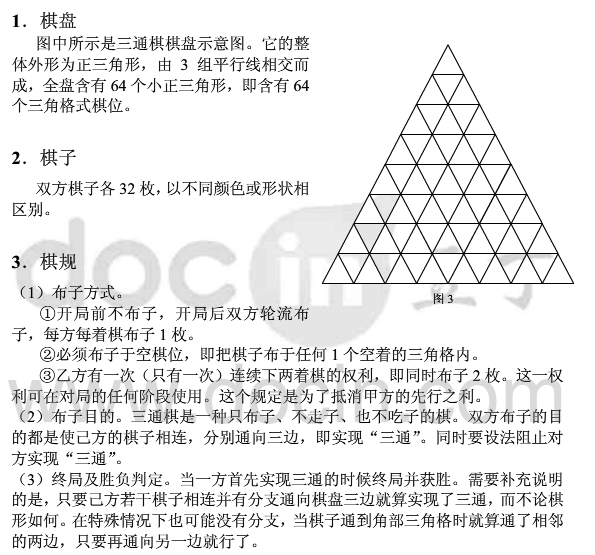 1．棋盘
图中所示是三通棋棋盘示意图。它的整
体外形为正三角形，由 3 组平行线相交而
成，全盘含有 64 个小正三角形，即含有 64
个三角格式棋位。
2．棋子
双方棋子各 32 枚，以不同颜色或形状相
区别。
3．棋规
（1）布子方式。
①开局前不布子，开局后双方轮流布
子，每方每着棋布子 1 枚。
②必须布子于空棋位，即把棋子布于任何 1 个空着的三角格内。
③乙方有一次（只有一次）连续下两着棋的权利，即同时布子 2 枚。这一权
利可在对局的任何阶段使用。这个规定是为了抵消甲方的先行之利。
（2）布子目的。三通棋是一种只布子、不走子、也不吃子的棋。双方布子的目
的都是使己方的棋子相连，分别通向三边，即实现“三通”。同时要设法阻止对
方实现“三通”。
（3）终局及胜负判定。当一方首先实现三通的时候终局并获胜。需要补充说明
的是，只要己方若干棋子相连并有分支通向棋盘三边就算实现了三通，而不论棋
形如何。在特殊情况下也可能没有分支，当棋子通到角部三角格时就算通了相邻
的两边，只要再通向另一边就行了。
图 3
docin 豆丁
www.docin.com